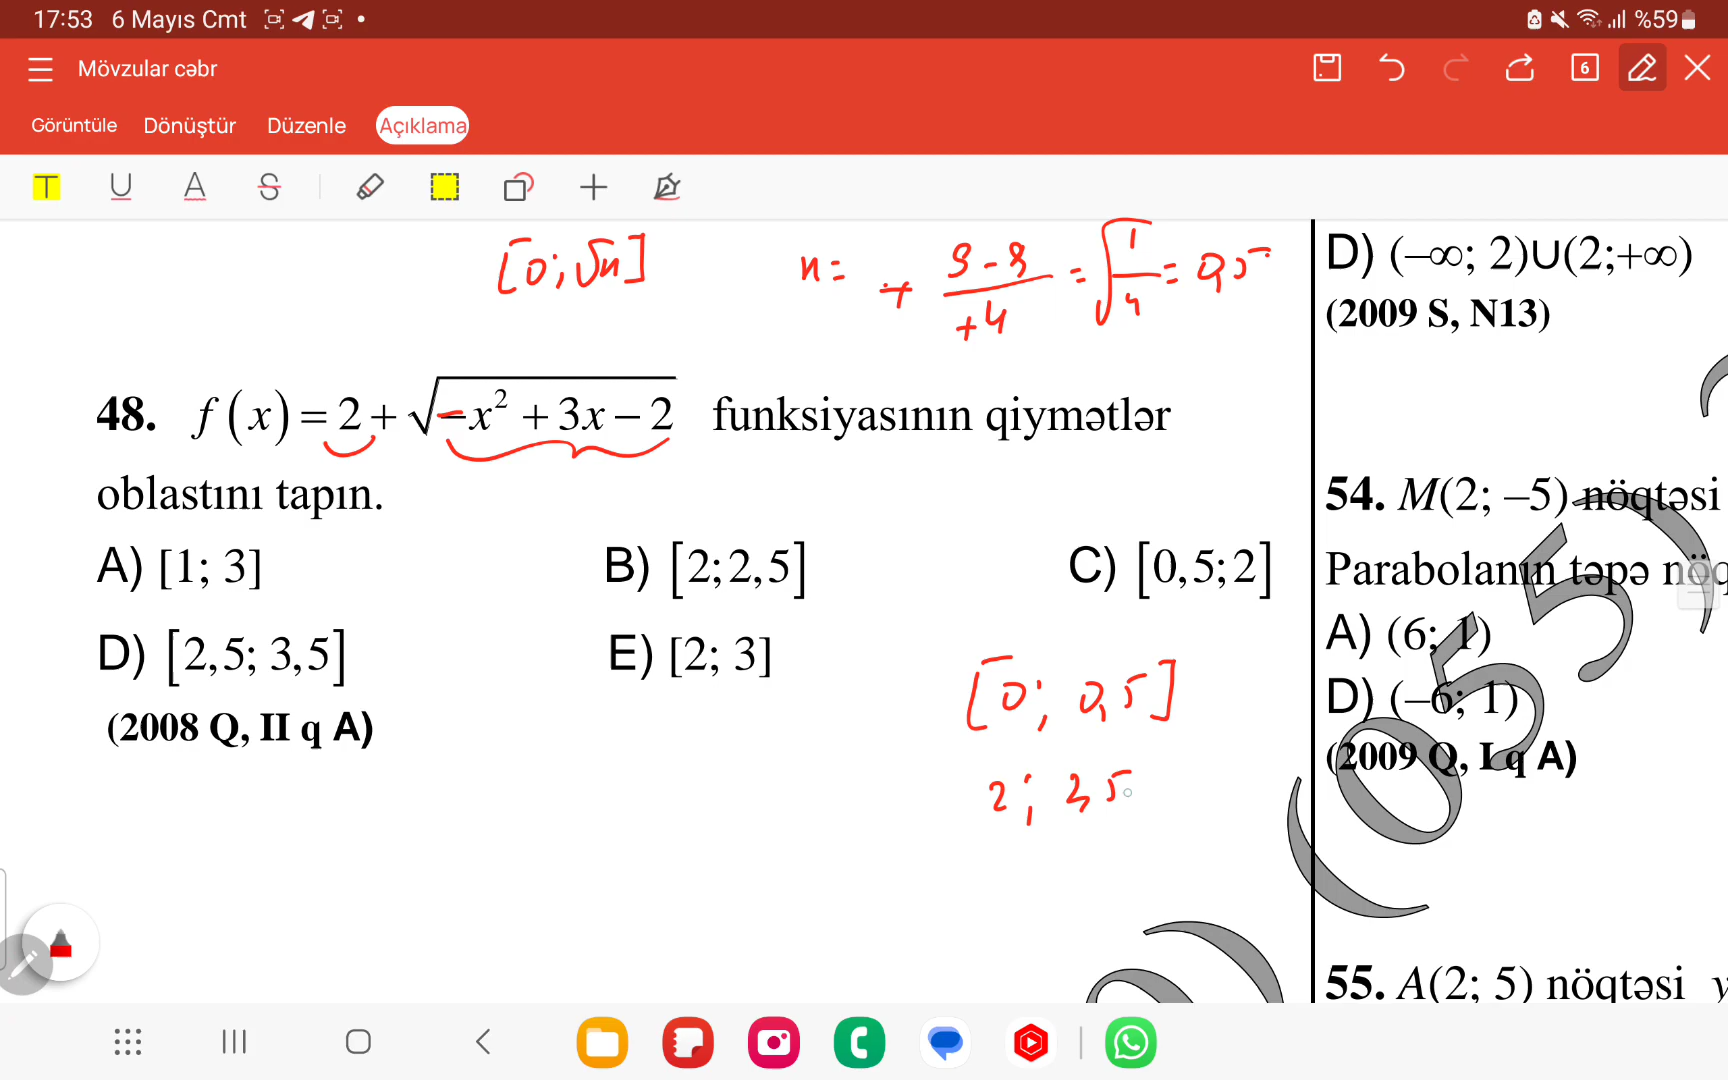 17:53 6 Mayıs Cmt %59
Mövzular cəbr 6
Görüntüle Dönüştür Düzenle Açıklama
T U A S
[0; √n] n = + 9-8/+4 = √1/4 = 0,5
48. f(x) = 2 + √-x² + 3x - 2 funksiyasının qiymətlər
oblastını tapın.
A) [1; 3] B) [2; 2,5] C) [0,5; 2]
D) [2,5; 3,5] E) [2; 3]
(2008 Q, II q A)
[0; 0,5]
2; 2,5
D) (–∞; 2)∪(2;+∞)
(2009 S, N13)
54. M(2; –5) nöqtəsi
Parabolanın təpə nöq
A) (6; 1)
D) (–6; 1)
(2009 Q, I q A)
55. A(2; 5) nöqtəsi y
(055)